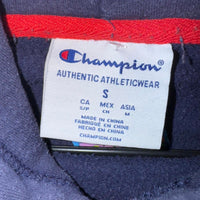 Champion
AUTHENTIC ATHLETICWEAR
S
CA MEX ASIA
S/P CH M
MADE IN CHINA
FABRIQUÉ EN CHINE
HECHO EN CHINA
CHAMPION.COM